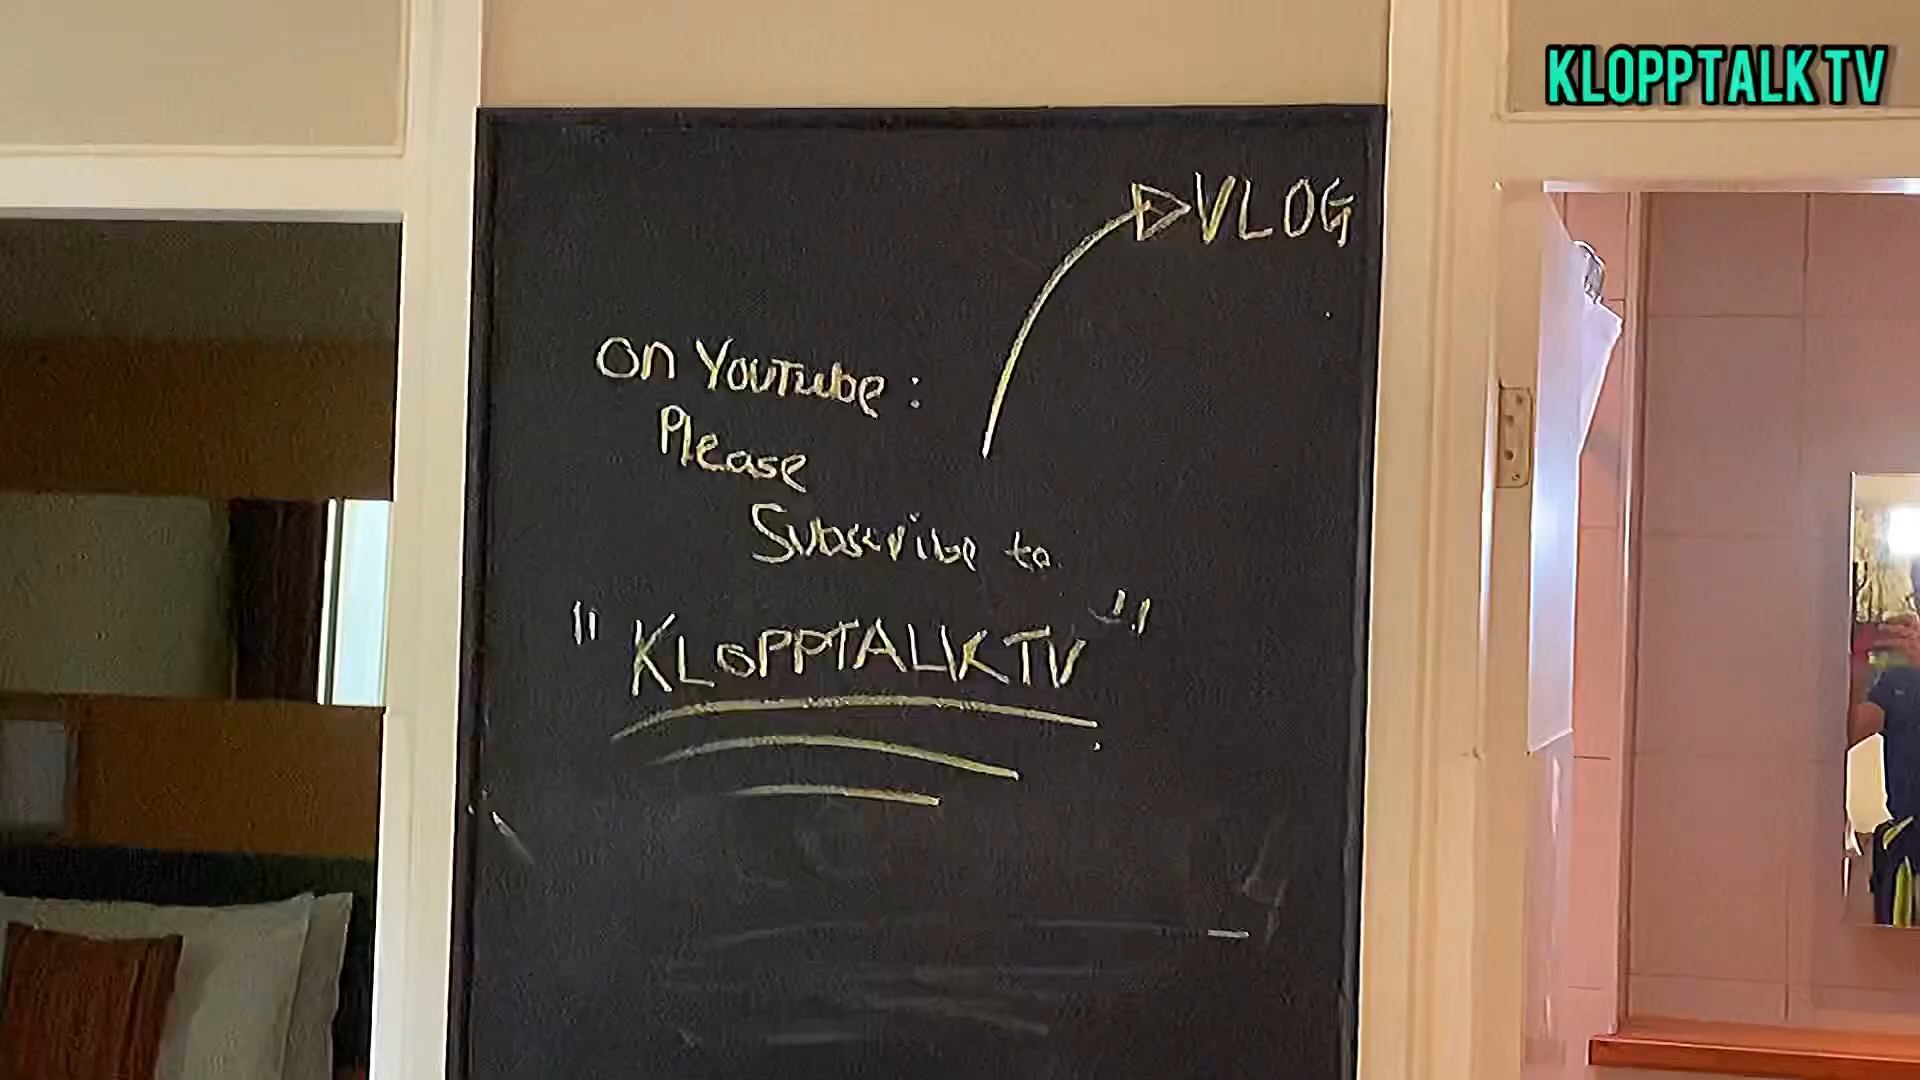 KLOPPTALK TV
VLOG
On YouTube :
Please
Subscribe to
"KLOPPTALKTV"